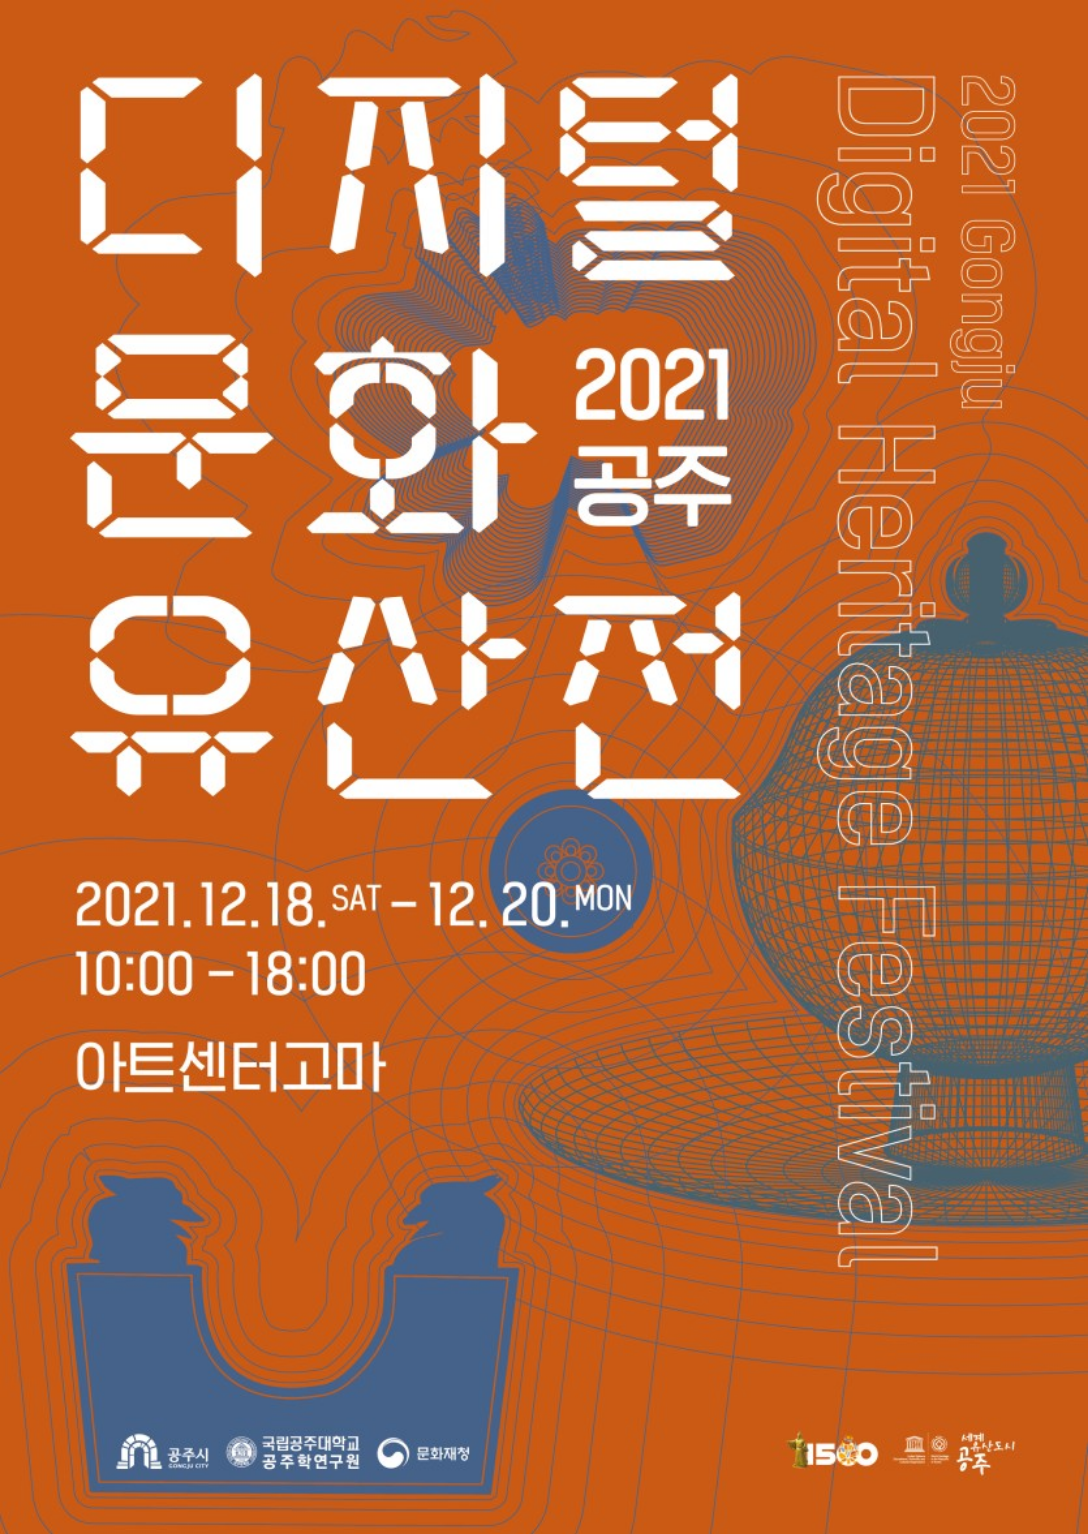 디지털
문화
2021
공주
유산전
2021 Gongju
Digital Heritage Festival
2021.12.18. SAT – 12. 20. MON
10:00 – 18:00
아트센터고마
공주시
GONGJU CITY
국립공주대학교
공주학연구원
문화재청
1500
세계
유산도시
공주